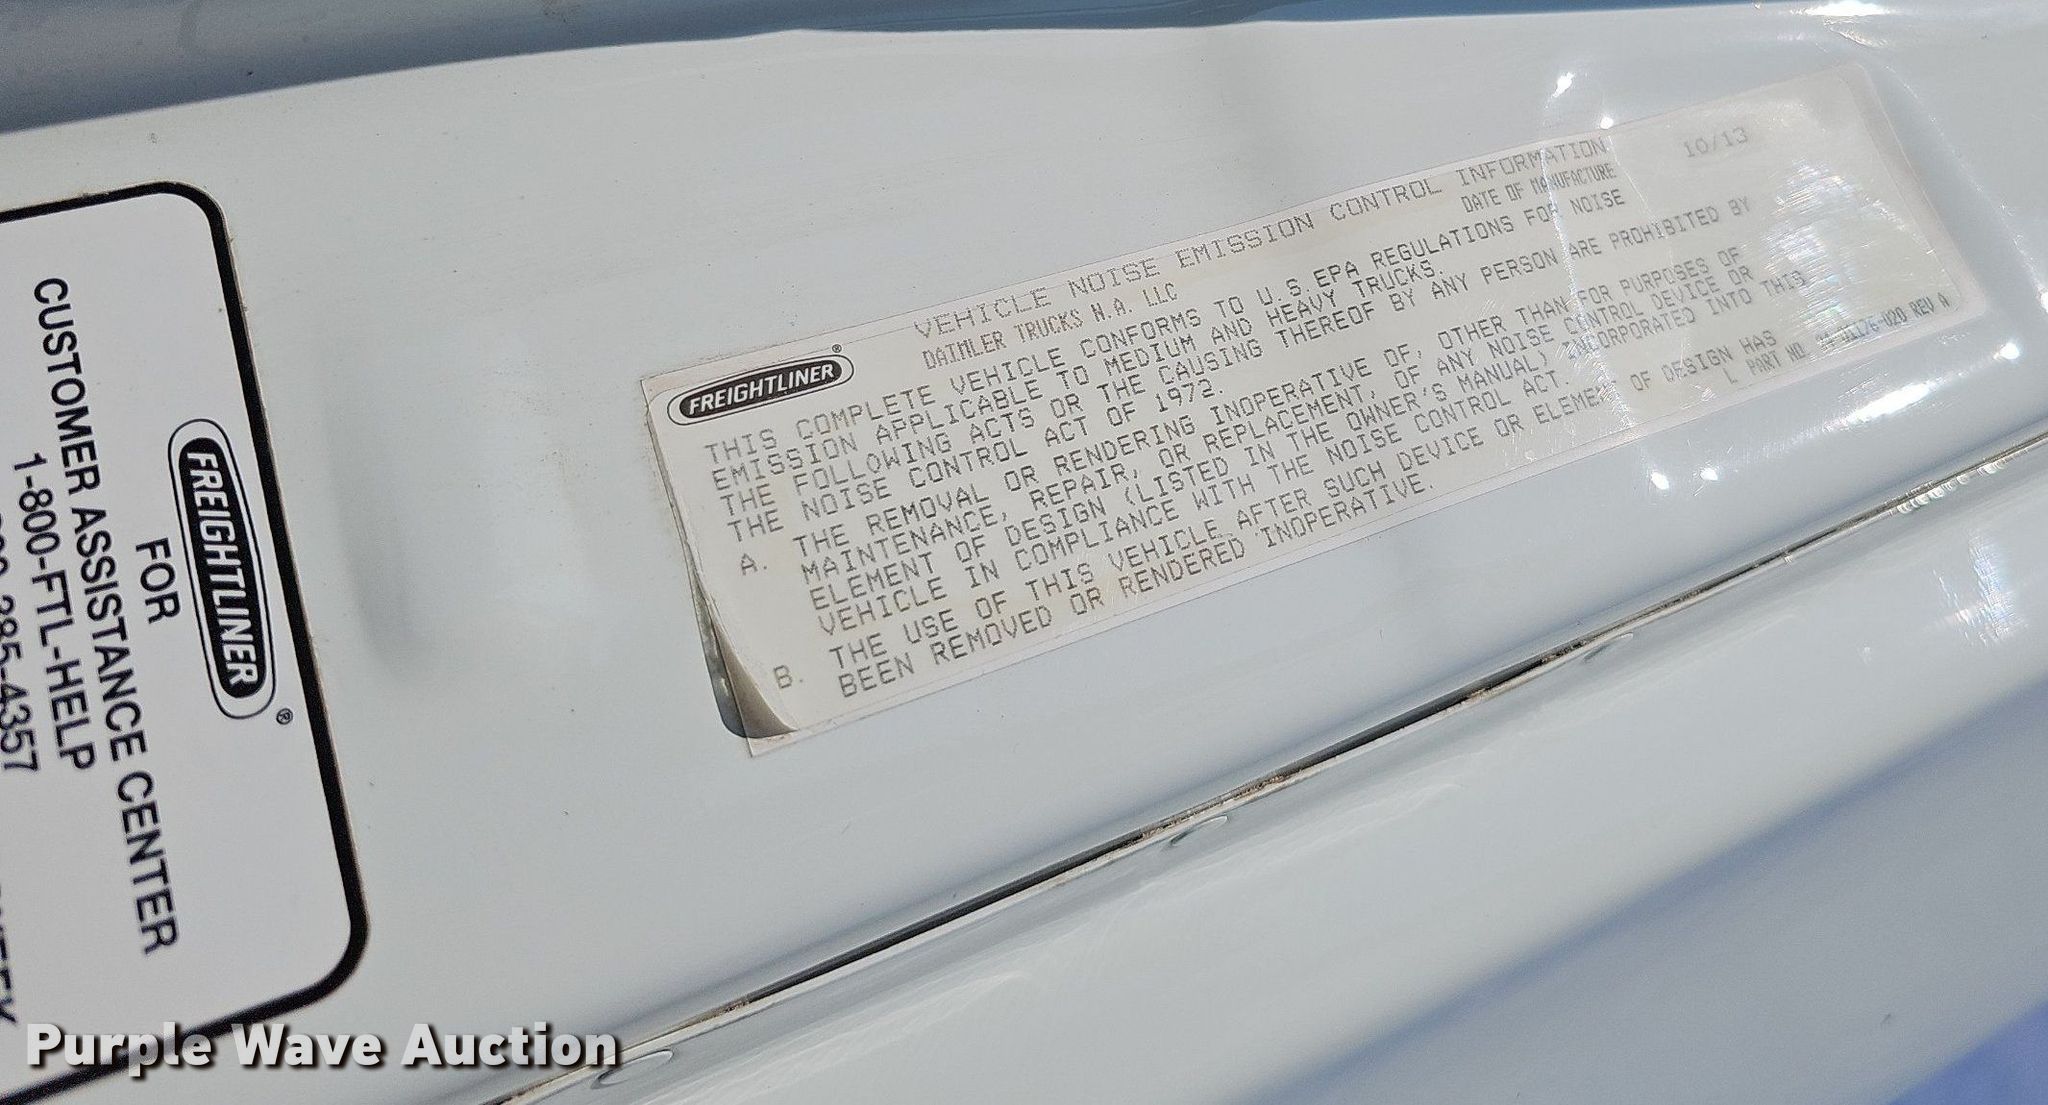 FREIGHTLINER®
FOR
CUSTOMER ASSISTANCE CENTER
1-800-FTL-HELP
385-4357
FREIGHTLINER®
VEHICLE NOISE EMISSION CONTROL INFORMATION
DAIMLER TRUCKS N.A. LLC DATE OF MANUFACTURE 10/13
THIS COMPLETE VEHICLE CONFORMS TO U.S. EPA REGULATIONS FOR NOISE
EMISSION APPLICABLE TO MEDIUM AND HEAVY TRUCKS.
THE FOLLOWING ACTS OR THE CAUSING THEREOF BY ANY PERSON ARE PROHIBITED BY
THE NOISE CONTROL ACT OF 1972.
A. THE REMOVAL OR RENDERING INOPERATIVE OF, OTHER THAN FOR PURPOSES OF
MAINTENANCE, REPAIR, OR REPLACEMENT, OF ANY NOISE CONTROL DEVICE OR
ELEMENT OF DESIGN (LISTED IN THE OWNER'S MANUAL) INCORPORATED INTO THIS
VEHICLE IN COMPLIANCE WITH THE NOISE CONTROL ACT.
B. THE USE OF THIS VEHICLE AFTER SUCH DEVICE OR ELEMENT OF DESIGN HAS
BEEN REMOVED OR RENDERED INOPERATIVE. L PART NO. REV A
Purple Wave Auction